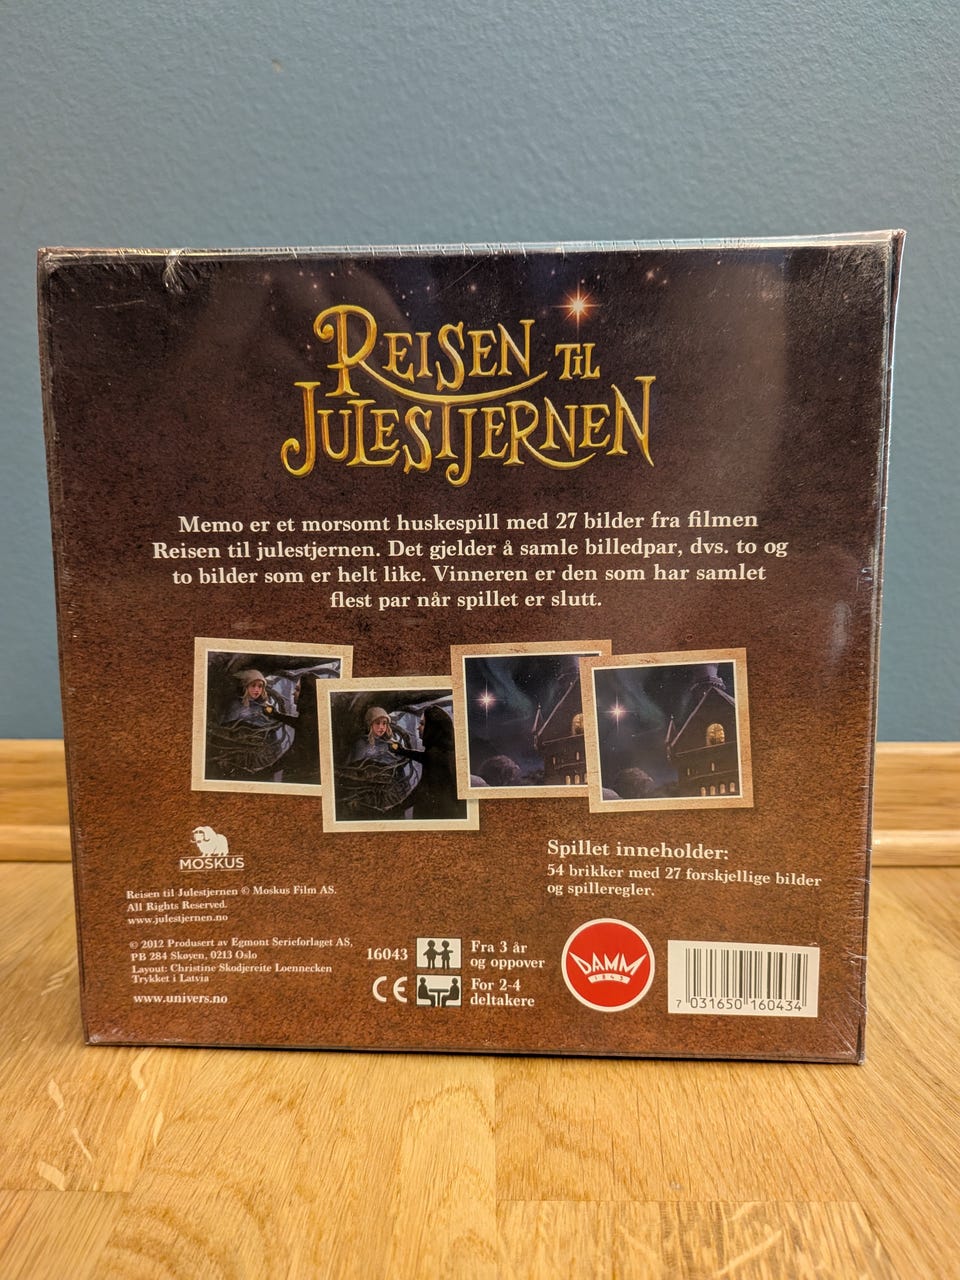 REISEN TIL
JULESTJERNEN
Memo er et morsomt huskespill med 27 bilder fra filmen
Reisen til julestjernen. Det gjelder å samle billedpar, dvs. to og
to bilder som er helt like. Vinneren er den som har samlet
flest par når spillet er slutt.
MOSKUS
Reisen til Julestjernen © Moskus Film AS.
All Rights Reserved.
www.julestjernen.no
© 2012 Produsert av Egmont Serieforlaget AS,
PB 284 Skøyen, 0213 Oslo
Layout: Christine Skodjereite Loennecken
Trykket i Latvia
www.univers.no
16043
CE
Fra 3 år
og oppover
For 2-4
deltakere
Spillet inneholder:
54 brikker med 27 forskjellige bilder
og spilleregler.
DAMM
1843
7 031650 160434